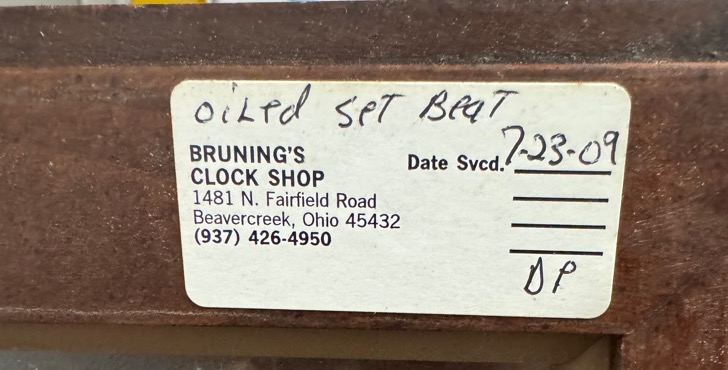 oiled set Beat
BRUNING'S
CLOCK SHOP
Date Svcd. 7-23-09
1481 N. Fairfield Road
Beavercreek, Ohio 45432
(937) 426-4950
DP